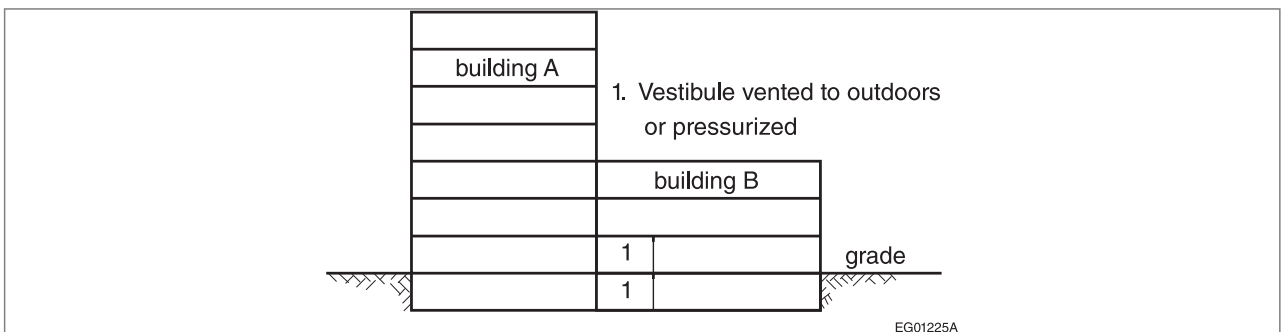 building A
1. Vestibule vented to outdoors
or pressurized
building B
1
grade
1
EG01225A